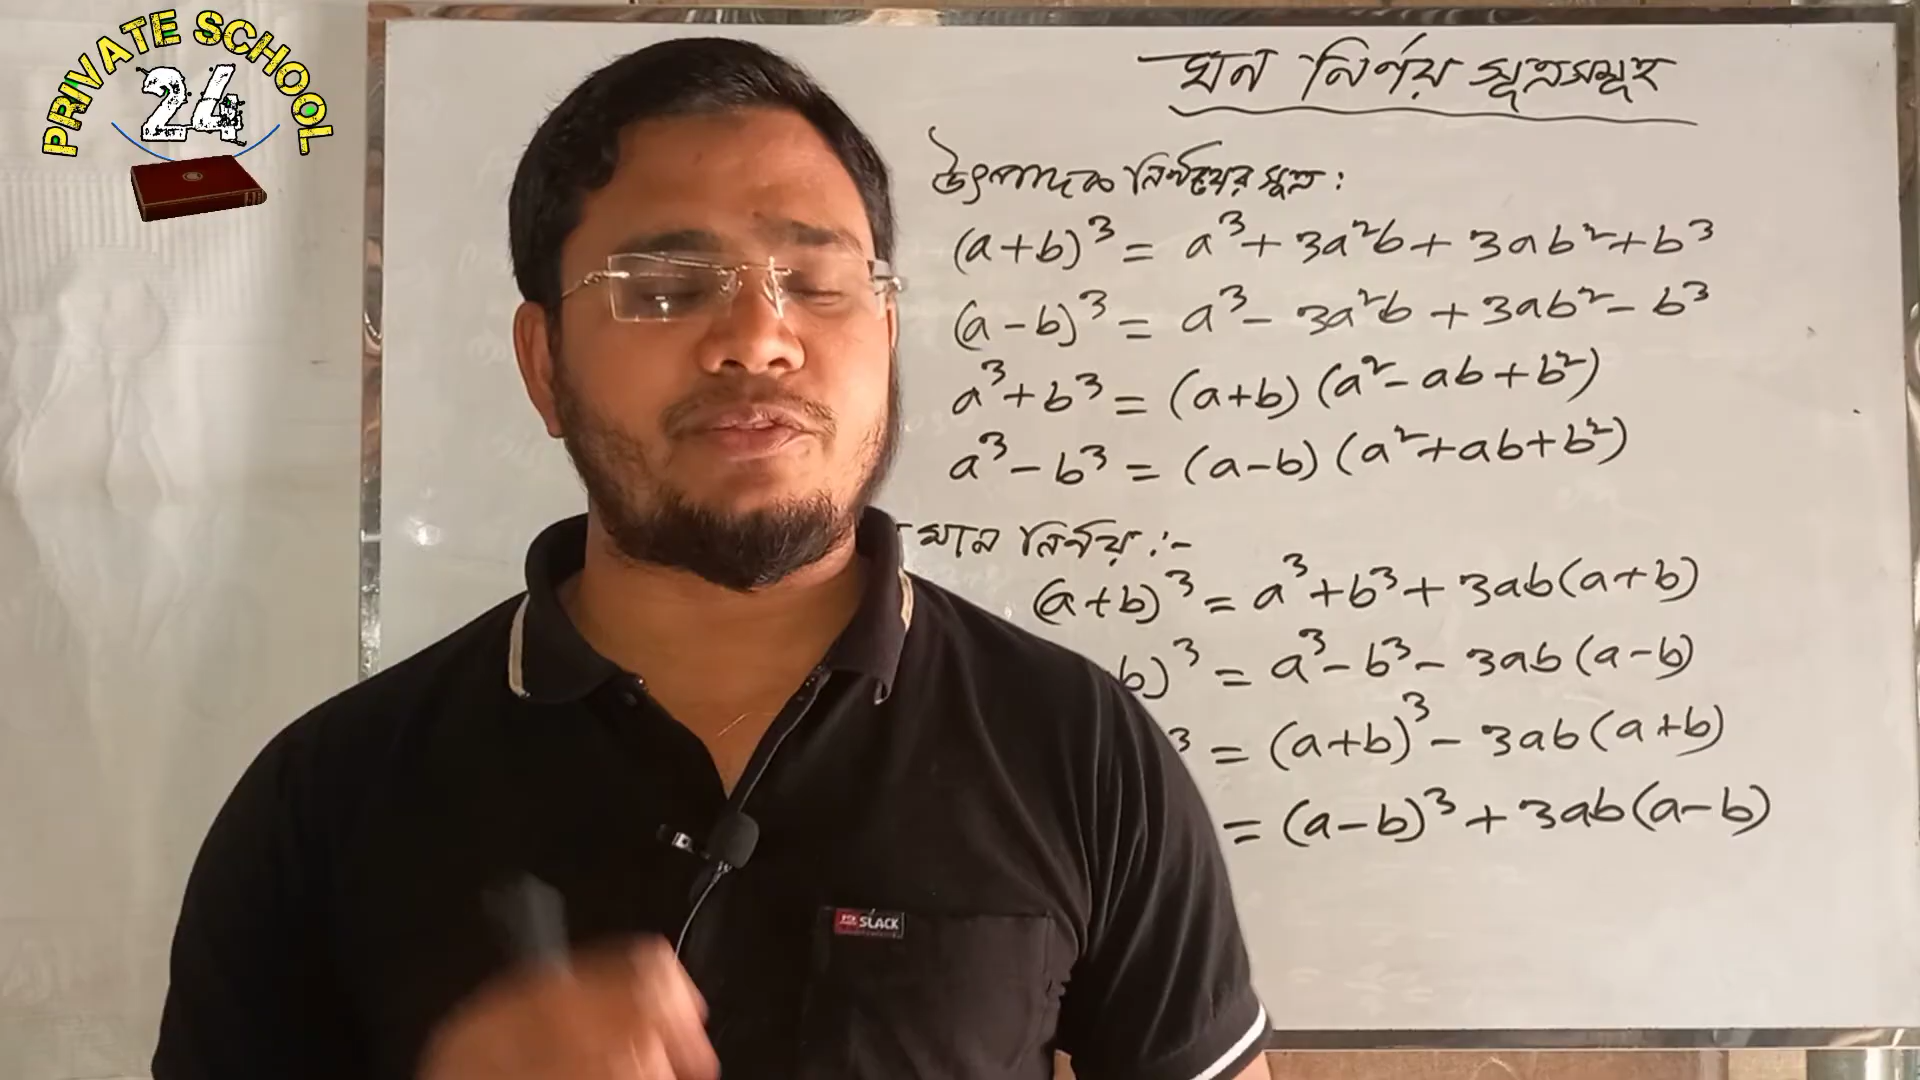 PRIVATE SCHOOL
24
ঘন নির্ণয় সূত্রসমূহ
উৎপাদক নির্ণয়ের সূত্র :
(a+b)³ = a³ + 3a²b + 3ab² + b³
(a-b)³ = a³ - 3a²b + 3ab² - b³
a³ + b³ = (a+b) (a² - ab + b²)
a³ - b³ = (a-b) (a² + ab + b²)
মান নির্ণয় :-
(a+b)³ = a³ + b³ + 3ab(a+b)
b)³ = a³ - b³ - 3ab(a-b)
³ = (a+b)³ - 3ab(a+b)
= (a-b)³ + 3ab(a-b)
SLACK